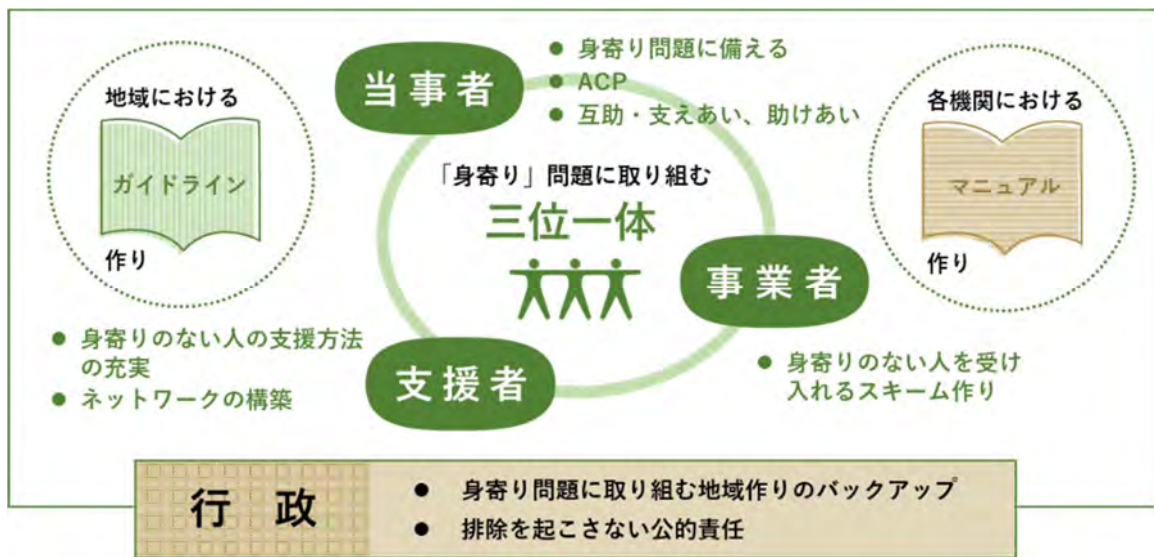 地域における
ガイドライン
作り
当事者
● 身寄り問題に備える
● ACP
● 互助・支えあい、助けあい
各機関における
マニュアル
作り
「身寄り」問題に取り組む
三位一体
事業者
支援者
● 身寄りのない人の支援方法
の充実
● ネットワークの構築
● 身寄りのない人を受け
入れるスキーム作り
行 政
● 身寄り問題に取り組む地域作りのバックアップ
● 排除を起こさない公的責任